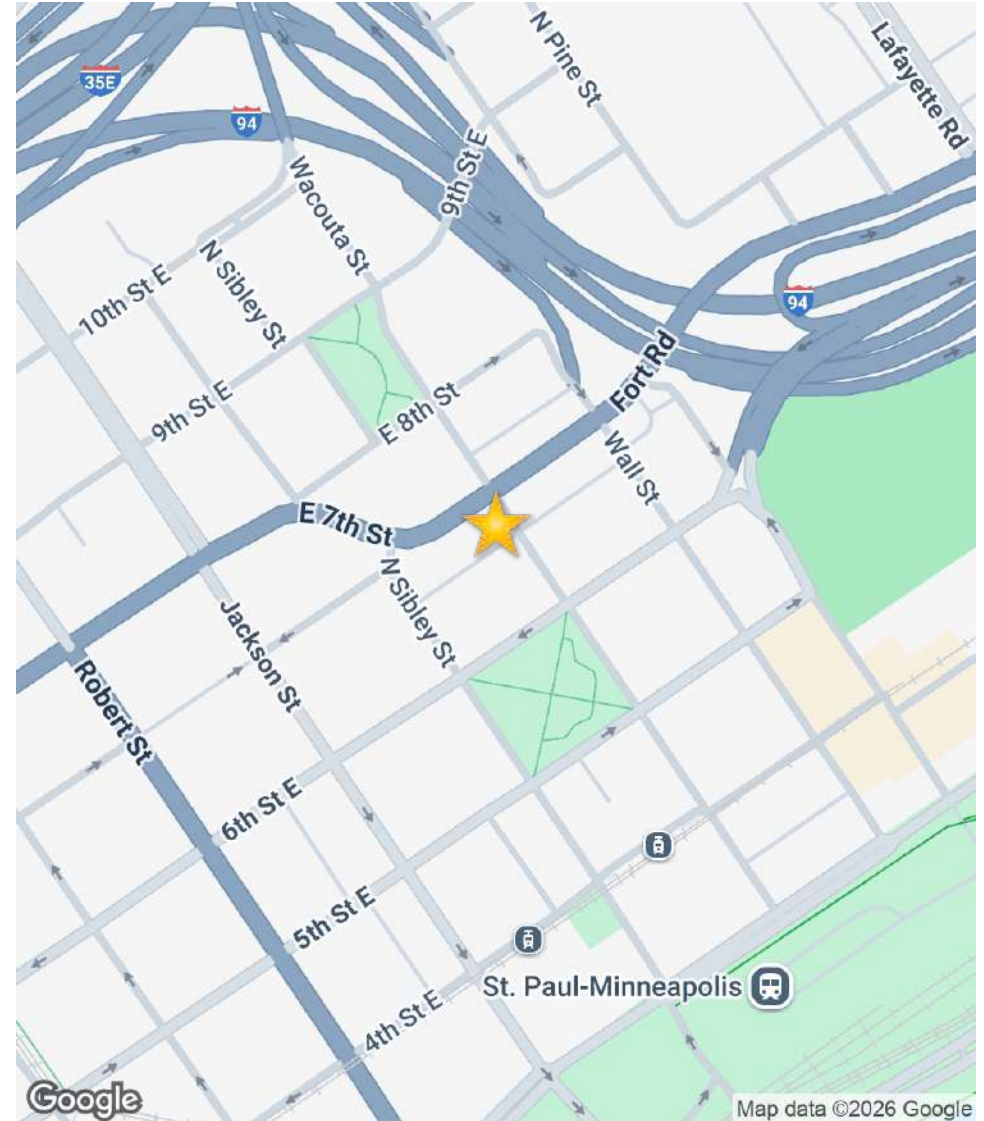 N Pine St
Lafayette Rd
35E
94
9th St E
Wacouta St
N Sibley St
10th St E
94
Fort Rd
9th St E
E 8th St
Wall St
E 7th St
N Sibley St
Jackson St
Robert St
6th St E
5th St E
St. Paul-Minneapolis
4th St E
Google
Map data ©2026 Google